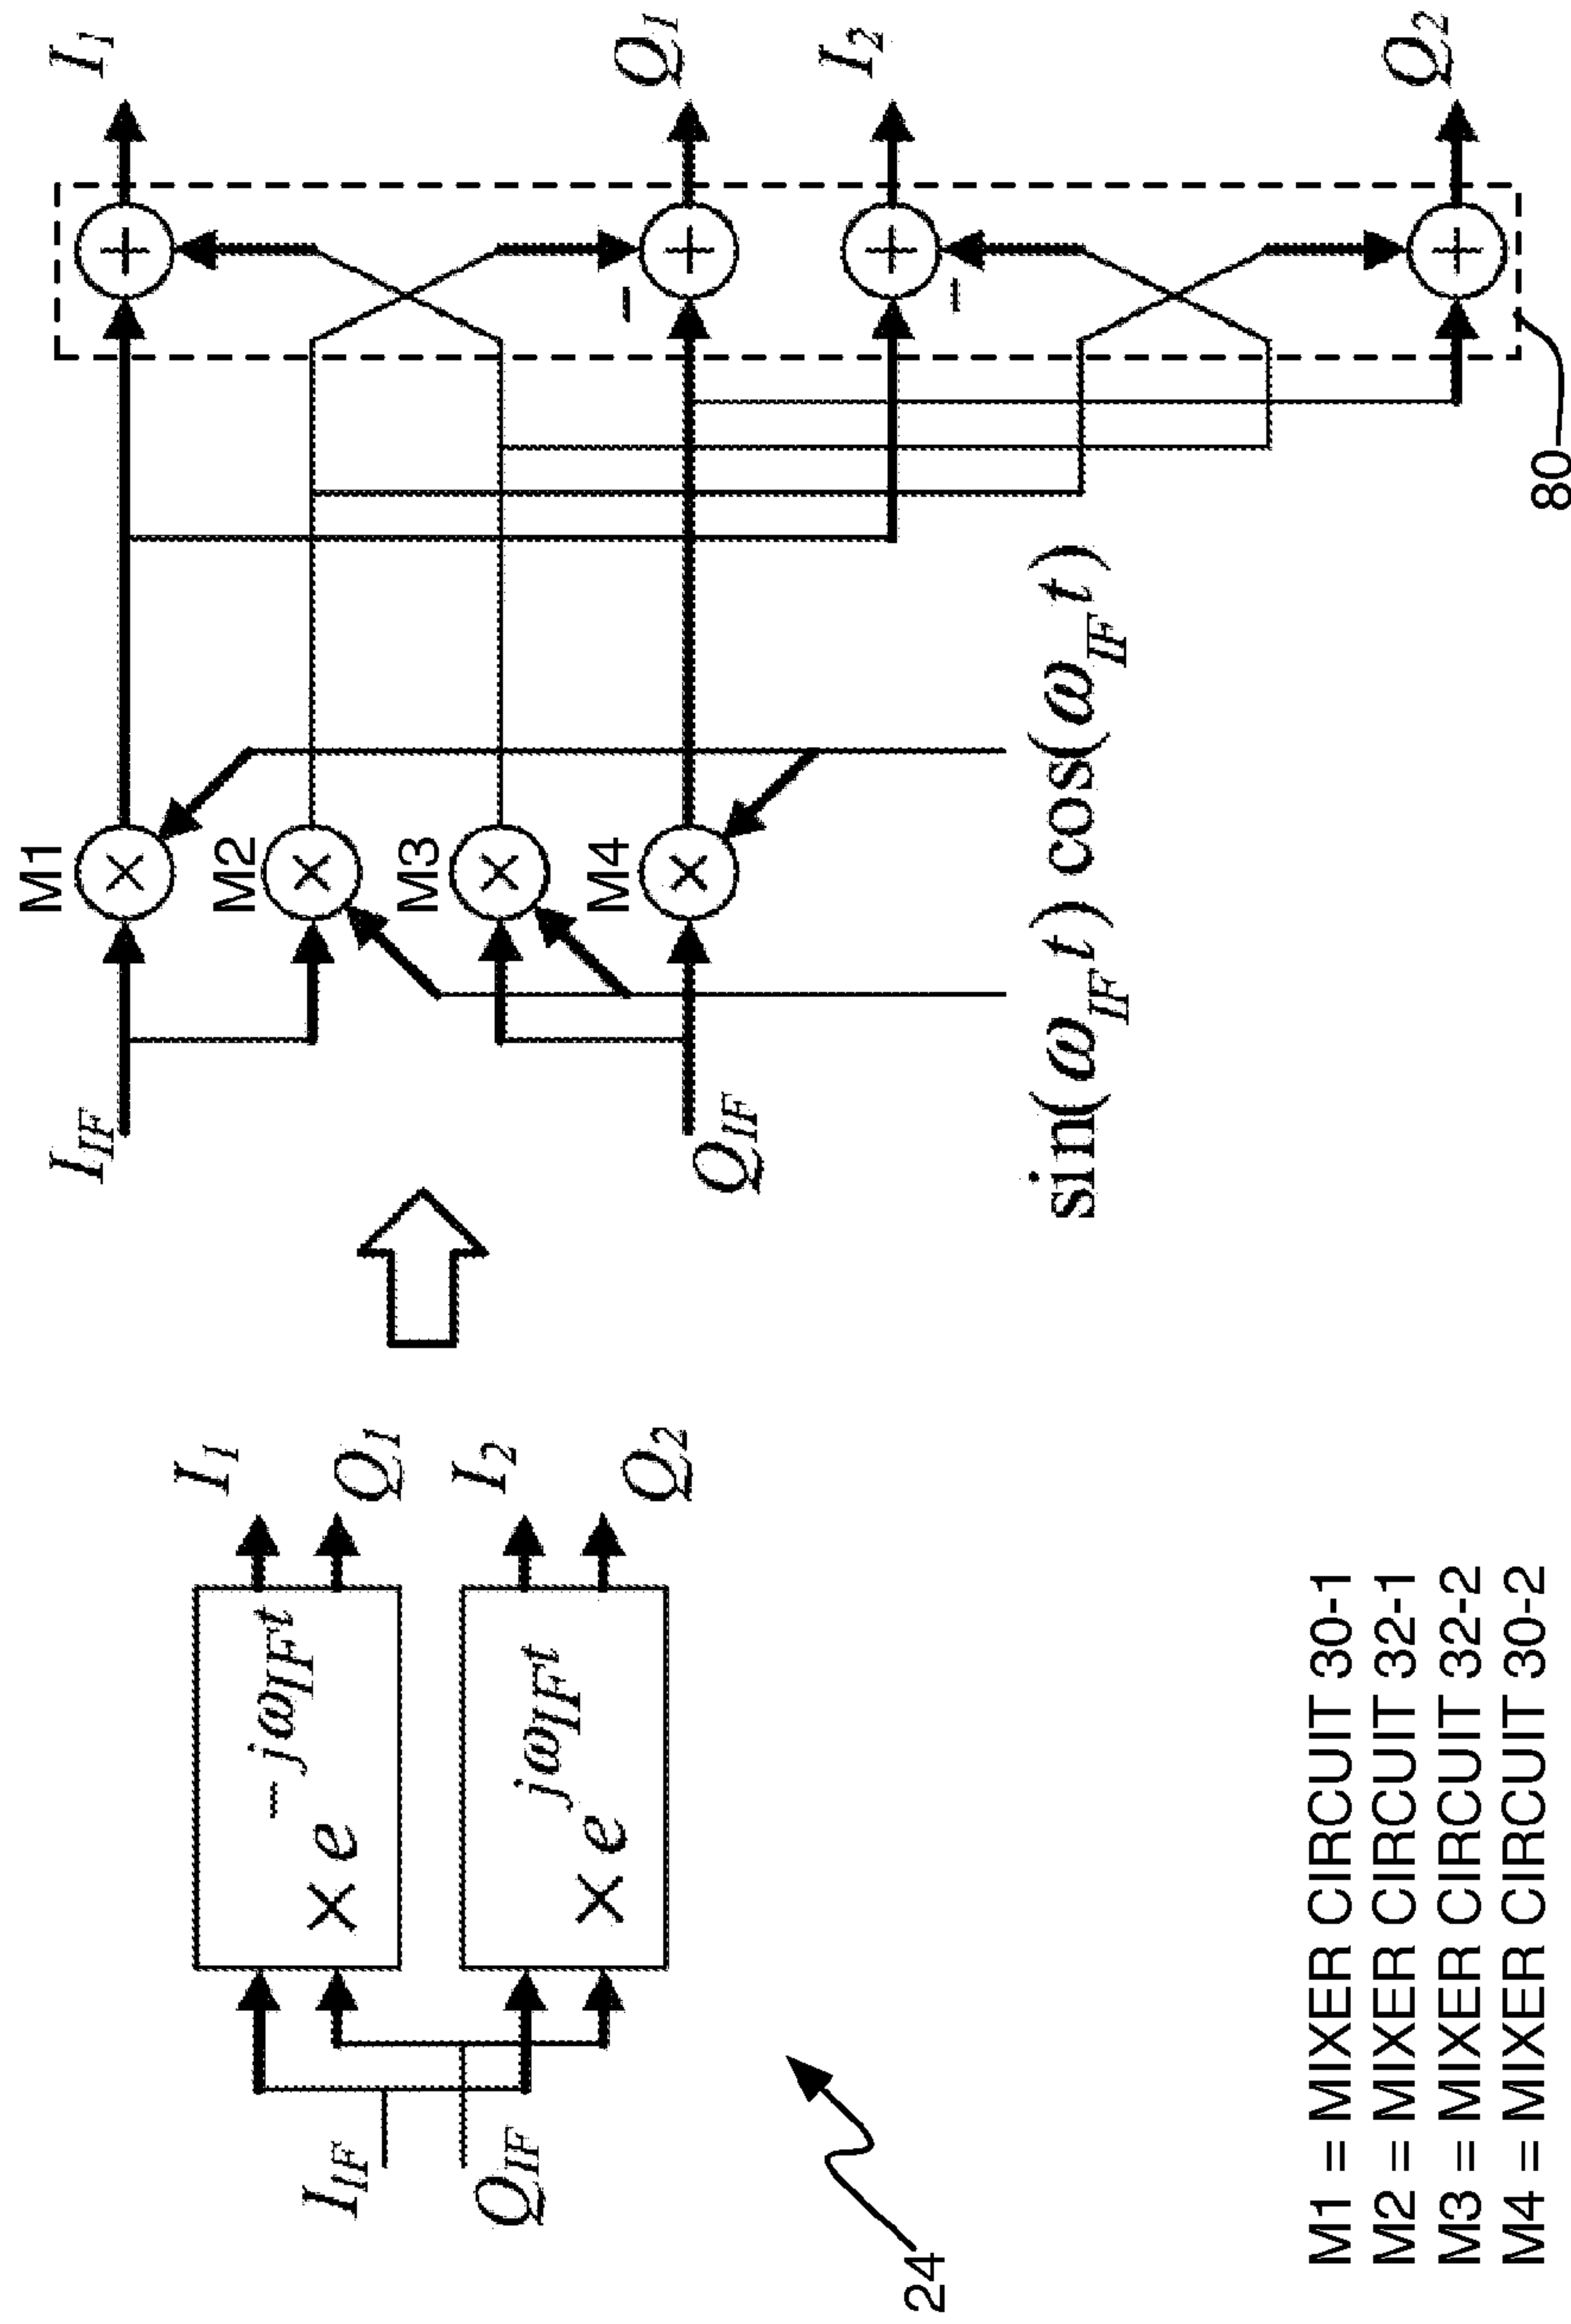 I_IF
Q_IF
× e^{-jω_IF t}
× e^{jω_IF t}
I_1
Q_1
I_2
Q_2
24
I_IF
Q_IF
M1
M2
M3
M4
×
×
×
×
sin(ω_IF t) cos(ω_IF t)
+
+
−
+
−
+
I_1
Q_1
I_2
Q_2
80
M1 = MIXER CIRCUIT 30-1
M2 = MIXER CIRCUIT 32-1
M3 = MIXER CIRCUIT 32-2
M4 = MIXER CIRCUIT 30-2